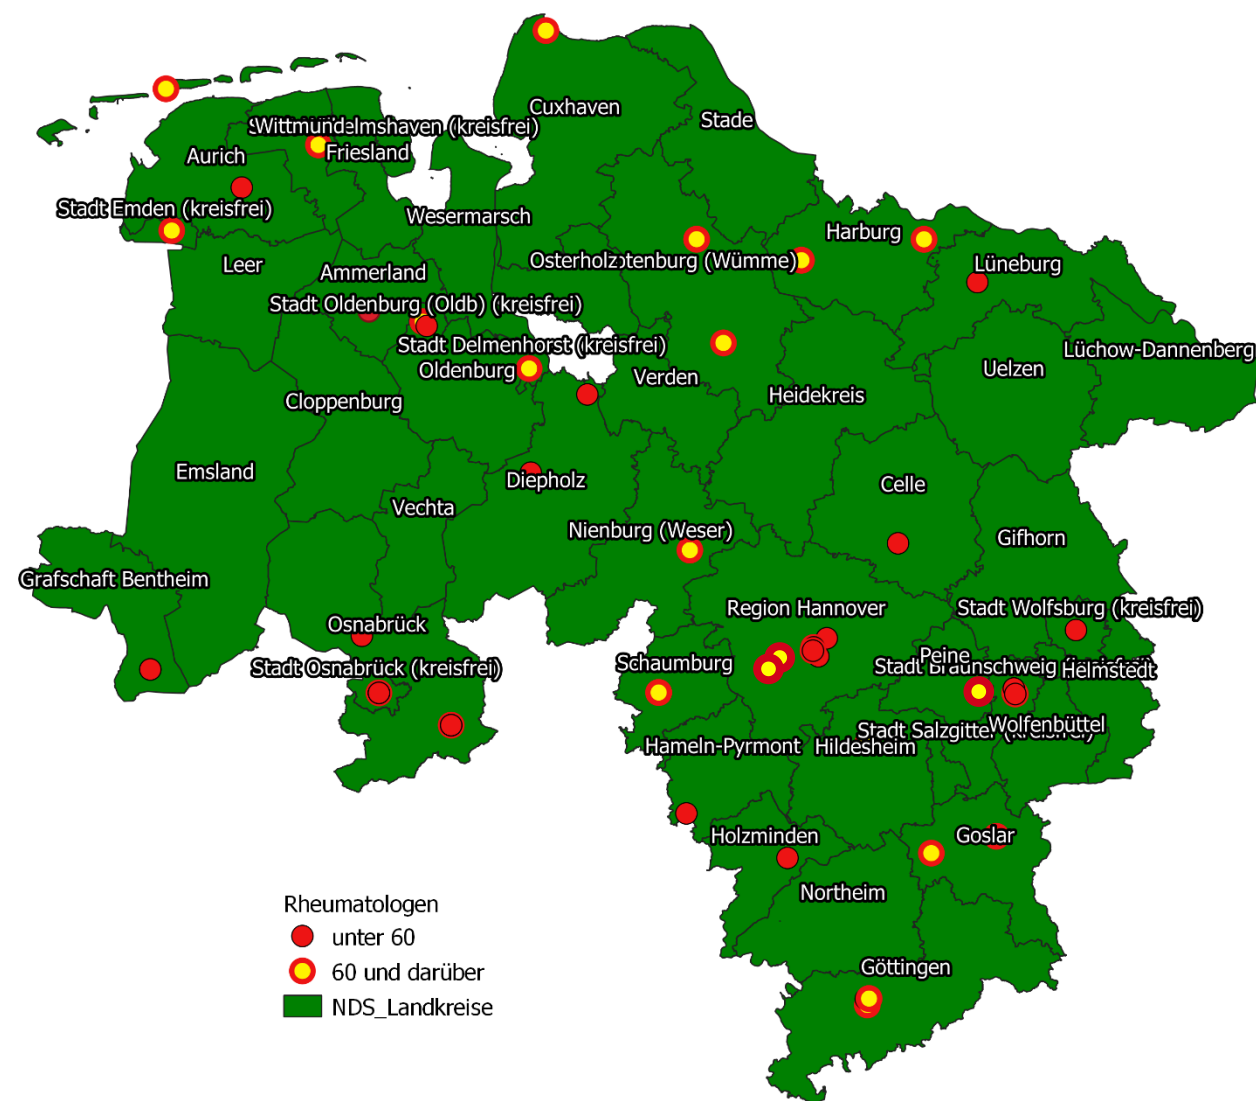 Cuxhaven
Stade
Wittmund
elmshaven (kreisfrei)
Friesland
Aurich
Stadt Emden (kreisfrei)
Wesermarsch
Harburg
Leer
Ammerland
Osterholz
otenburg (Wümme)
Lüneburg
Stadt Oldenburg (Oldb) (kreisfrei)
Stadt Delmenhorst (kreisfrei)
Lüchow-Dannenberg
Oldenburg
Verden
Uelzen
Cloppenburg
Heidekreis
Emsland
Diepholz
Celle
Vechta
Nienburg (Weser)
Gifhorn
Grafschaft Bentheim
Region Hannover
Stadt Wolfsburg (kreisfrei)
Osnabrück
Stadt Osnabrück (kreisfrei)
Schaumburg
Peine
Stadt Braunschweig
Helmstedt
Stadt Salzgitter
Wolfenbüttel
Hameln-Pyrmont
Hildesheim
Holzminden
Goslar
Northeim
Göttingen
Rheumatologen
unter 60
60 und darüber
NDS_Landkreise